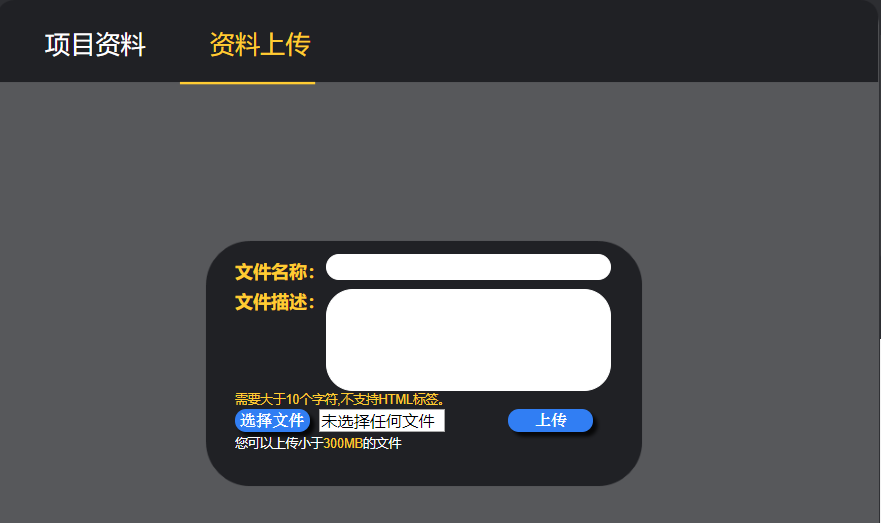 项目资料 资料上传
文件名称：
文件描述：
需要大于10个字符,不支持HTML标签。
选择文件 未选择任何文件 上传
您可以上传小于300MB的文件